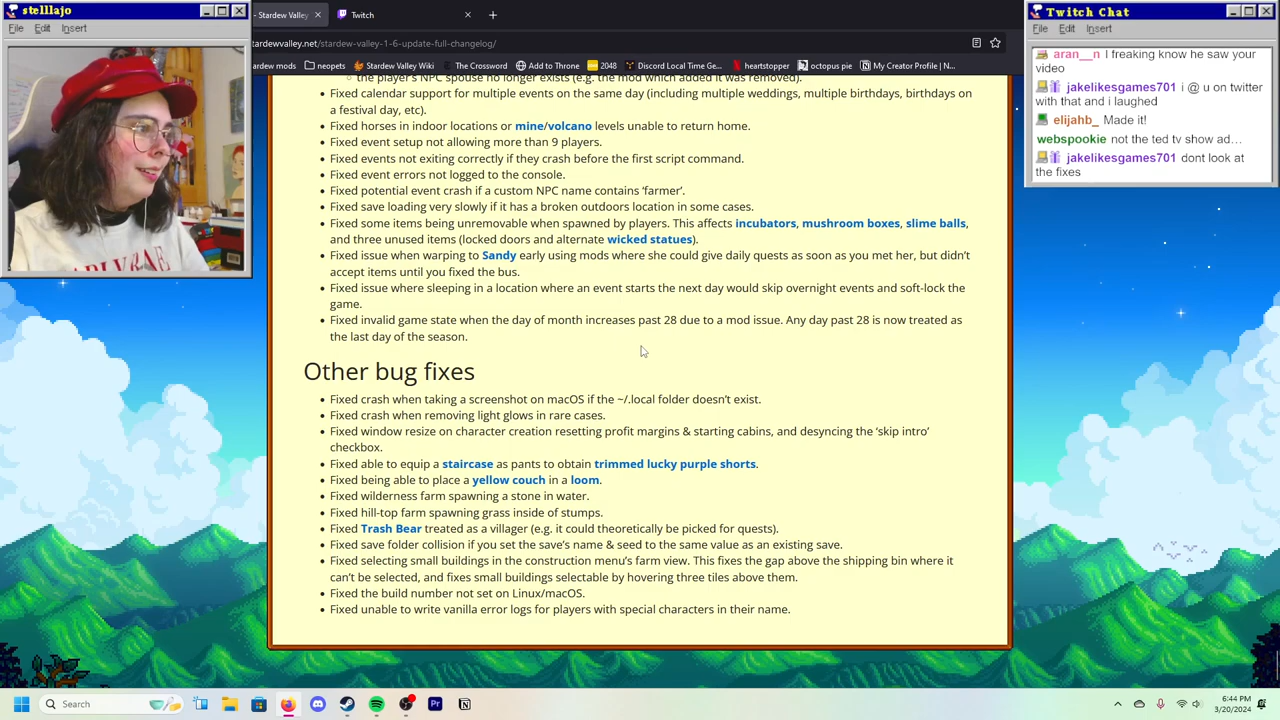 stelllajo
File Edit Insert
- Stardew Valley
Twitch
tardewvalley.net/stardew-valley-1-6-update-full-changelog/
rdew mods
new
ardew Valley Wiki
The Crossword
Add to Throne
2048
Discord Local Time Ge...
heartstopper
octopus pie
My Creator Profile | N...
the player's NPC spouse no longer exists (e.g. the mod which added it was removed).
Fixed calendar support for multiple events on the same day (including multiple weddings, multiple birthdays, birthdays on
a festival day, etc).
Fixed horses in indoor locations or mine/volcano levels unable to return home.
Fixed event setup not allowing more than 9 players.
Fixed events not exiting correctly if they crash before the first script command.
Fixed event errors not logged to the console.
Fixed potential event crash if a custom NPC name contains ‘farmer’.
Fixed save loading very slowly if it has a broken outdoors location in some cases.
Fixed some items being unremovable when spawned by players. This affects incubators, mushroom boxes, slime balls,
and three unused items (locked doors and alternate wicked statues).
Fixed issue when warping to Sandy early using mods where she could give daily quests as soon as you met her, but didn’t
accept items until you fixed the bus.
Fixed issue where sleeping in a location where an event starts the next day would skip overnight events and soft-lock the
game.
Fixed invalid game state when the day of month increases past 28 due to a mod issue. Any day past 28 is now treated as
the last day of the season.
Other bug fixes
Fixed crash when taking a screenshot on macOS if the ~/.local folder doesn’t exist.
Fixed crash when removing light glows in rare cases.
Fixed window resize on character creation resetting profit margins & starting cabins, and desyncing the ‘skip intro’
checkbox.
Fixed able to equip a staircase as pants to obtain trimmed lucky purple shorts.
Fixed being able to place a yellow couch in a loom.
Fixed wilderness farm spawning a stone in water.
Fixed hill-top farm spawning grass inside of stumps.
Fixed Trash Bear treated as a villager (e.g. it could theoretically be picked for quests).
Fixed save folder collision if you set the save’s name & seed to the same value as an existing save.
Fixed selecting small buildings in the construction menu’s farm view. This fixes the gap above the shipping bin where it
can’t be selected, and fixes small buildings selectable by hovering three tiles above them.
Fixed the build number not set on Linux/macOS.
Fixed unable to write vanilla error logs for players with special characters in their name.
Twitch Chat
File Edit Insert
aran__n I freaking know he saw your
video
jakelikesgames701 i @ u on twitter
with that and i laughed
elijahb_ Made it!
webspookie not the ted tv show ad…
jakelikesgames701 dont look at
the fixes
Search
Pr
6:44 PM
3/20/2024